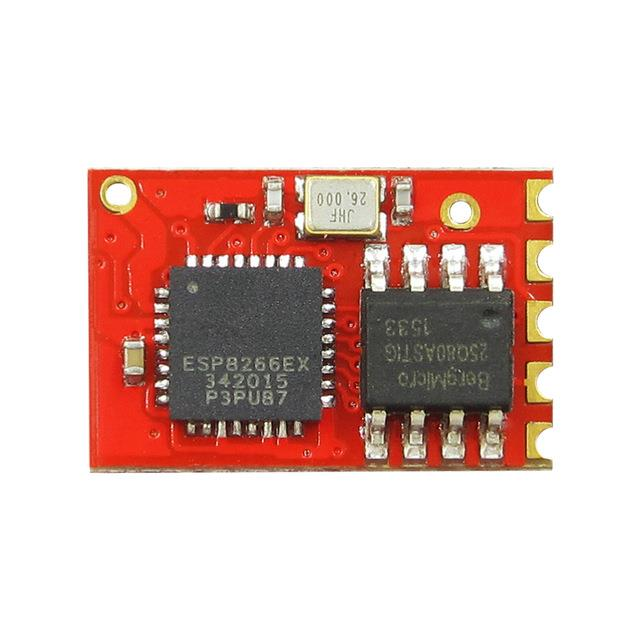 JHF
26.000
ESP8266EX
342015
P3PU87
BergMicro
25Q80ASTIG
1533